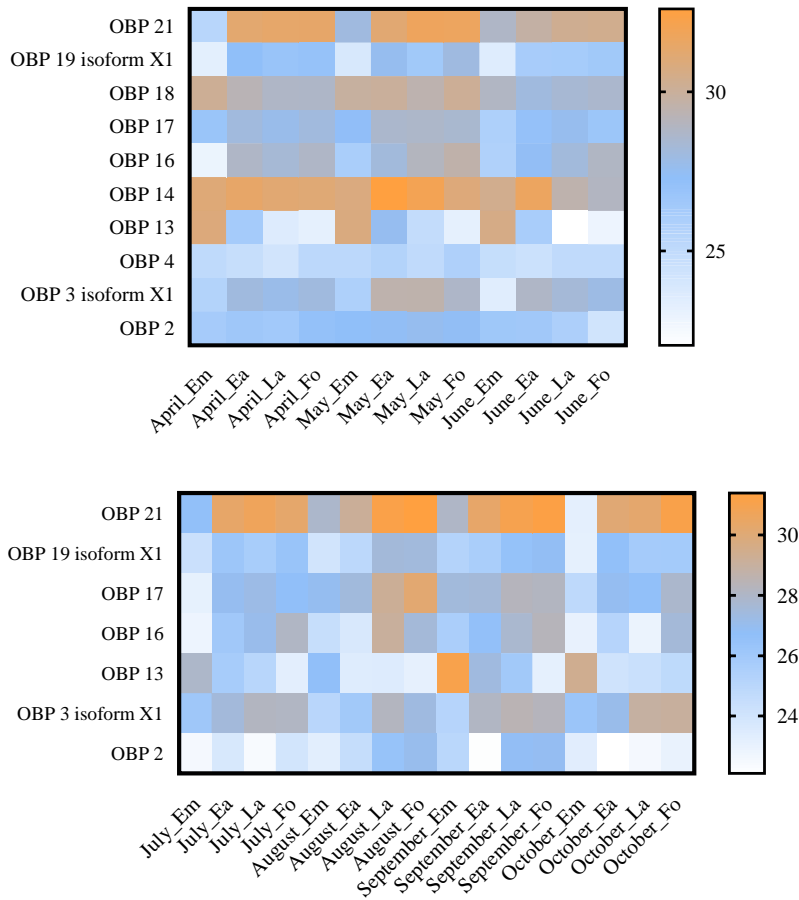 OBP 21
OBP 19 isoform X1
OBP 18
OBP 17
OBP 16
OBP 14
OBP 13
OBP 4
OBP 3 isoform X1
OBP 2
30
25
April_Em
April_Ea
April_La
April_Fo
May_Em
May_Ea
May_La
May_Fo
June_Em
June_Ea
June_La
June_Fo
OBP 21
OBP 19 isoform X1
OBP 17
OBP 16
OBP 13
OBP 3 isoform X1
OBP 2
30
28
26
24
July_Em
July_Ea
July_La
July_Fo
August_Em
August_Ea
August_La
August_Fo
September_Em
September_Ea
September_La
September_Fo
October_Em
October_Ea
October_La
October_Fo